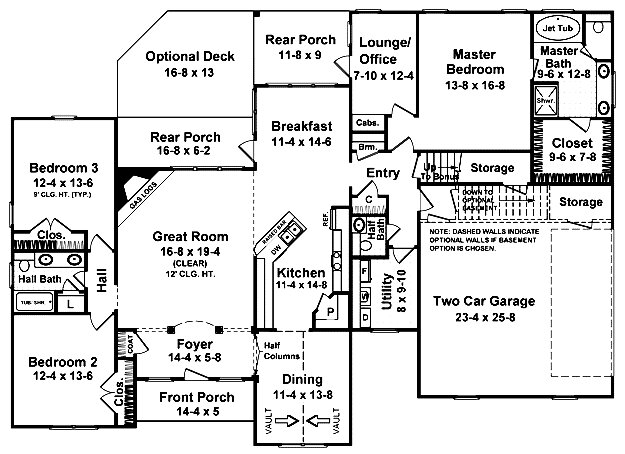 Optional Deck
16-8 x 13
Rear Porch
11-8 x 9
Lounge/
Office
7-10 x 12-4
Master
Bedroom
13-8 x 16-8
Jet Tub
Master
Bath
9-6 x 12-8
Shwr.
Closet
9-6 x 7-8
Rear Porch
16-8 x 6-2
Breakfast
11-4 x 14-6
Cabs.
Brm.
Entry
Up
To Bonus
Storage
Bedroom 3
12-4 x 13-6
9' CLG. HT. (TYP.)
GAS LOGS
C
DOWN TO
OPTIONAL
BASEMENT
Storage
Clos.
Great Room
16-8 x 19-4
(CLEAR)
12' CLG. HT.
RAISED BAR
DW
REF.
Half
Bath
NOTE: DASHED WALLS INDICATE
OPTIONAL WALLS IF BASEMENT
OPTION IS CHOSEN.
Hall Bath
Hall
TUB/SHR.
L
Kitchen
11-4 x 14-8
P
Utility
8 x 9-10
F
S
W
D
Two Car Garage
23-4 x 25-8
Bedroom 2
12-4 x 13-6
Clos.
COAT
Foyer
14-4 x 5-8
Half
Columns
Dining
11-4 x 13-8
Front Porch
14-4 x 5
VAULT
VAULT